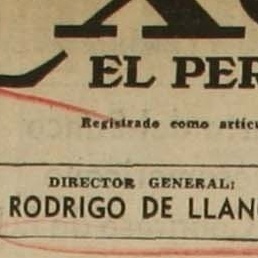 EL PER
Registrado como artíc
DIRECTOR GENERAL:
RODRIGO DE LLAN